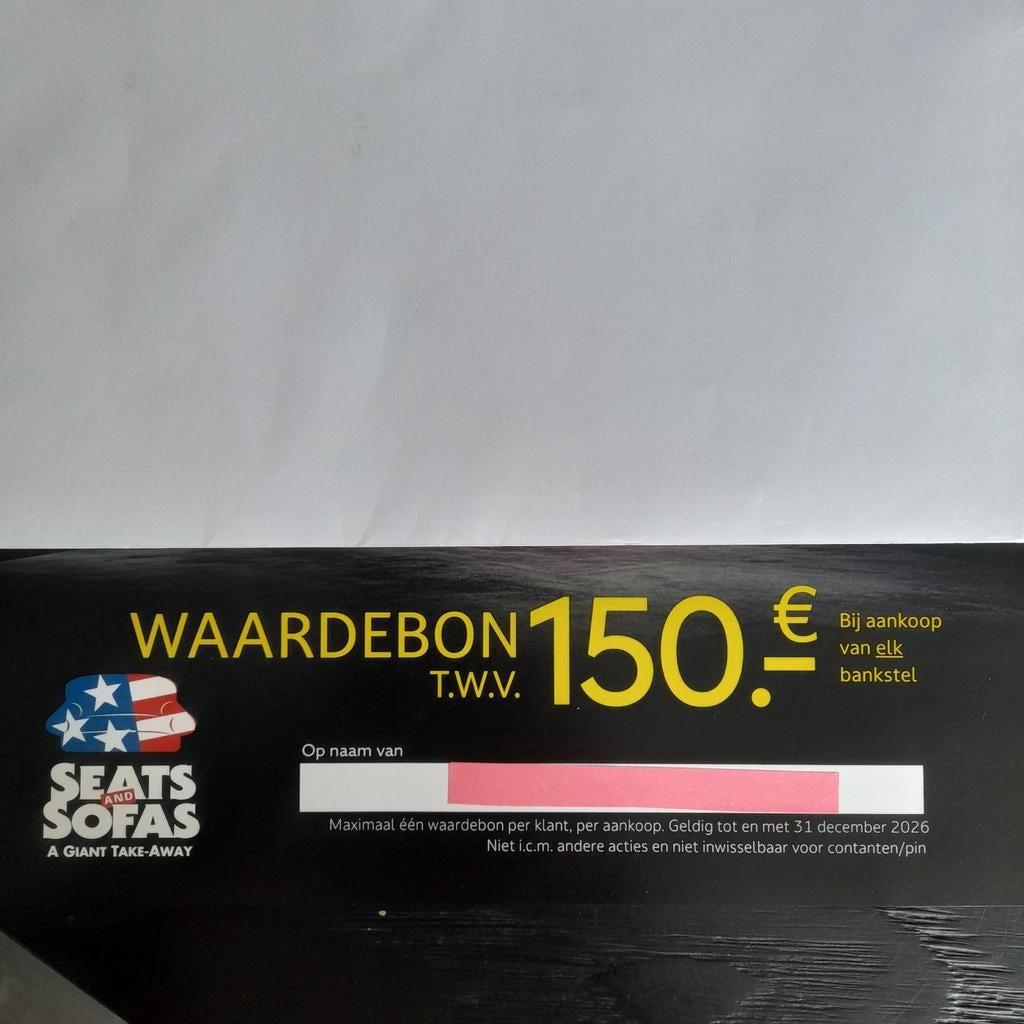 WAARDEBON 150.- €
T.W.V.
Bij aankoop
van elk
bankstel
SEATS
AND
SOFAS
A GIANT TAKE-AWAY
Op naam van
Maximaal één waardebon per klant, per aankoop. Geldig tot en met 31 december 2026
Niet i.c.m. andere acties en niet inwisselbaar voor contanten/pin